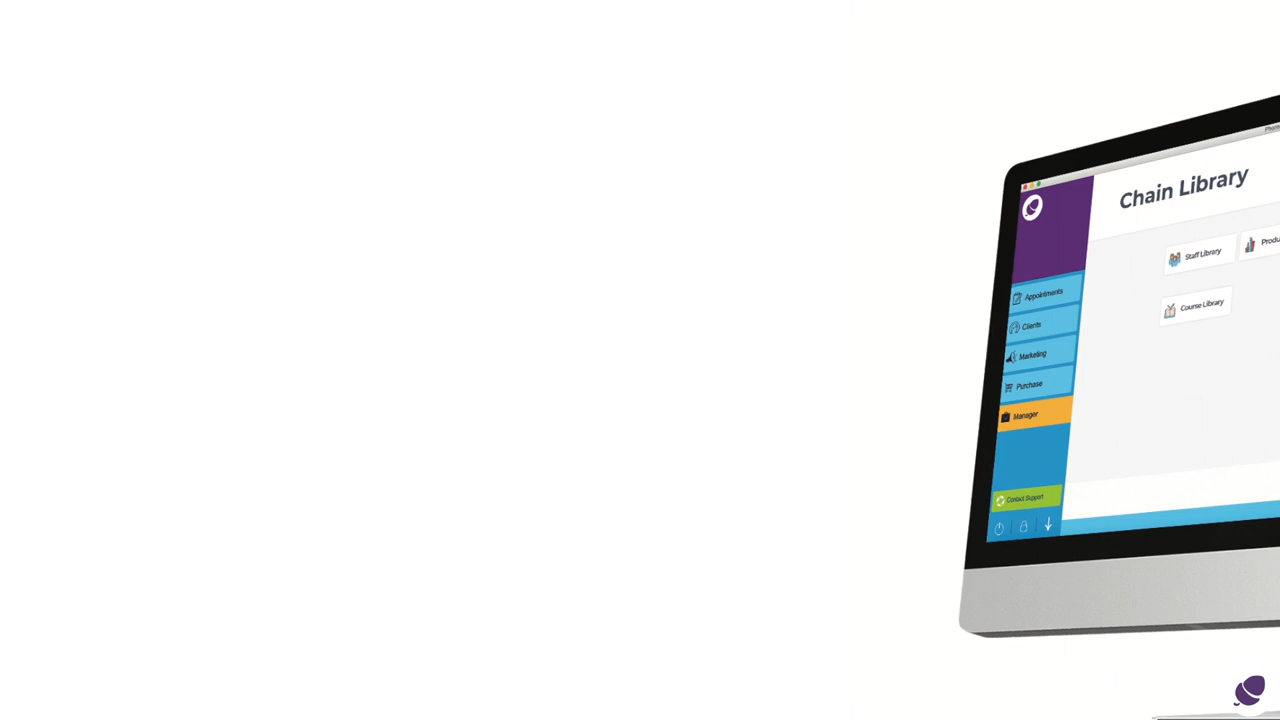 Chain Library
Staff Library
Course Library
Appointments
Clients
Marketing
Purchase
Manager
Contact Support